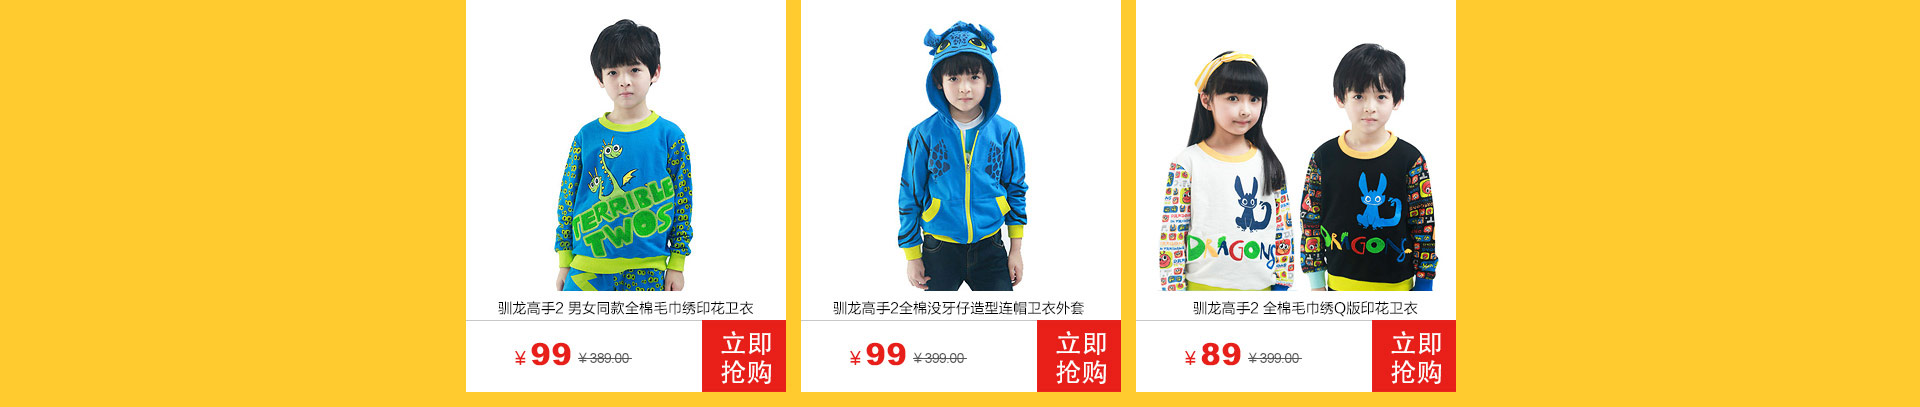 TERRIBLE
TWOS
DRAGONS
DRAGONS
驯龙高手2 男女同款全棉毛巾绣印花卫衣
驯龙高手2全棉没牙仔造型连帽卫衣外套
驯龙高手2 全棉毛巾绣Q版印花卫衣
¥ 99 ¥ 389.00
立即
抢购
¥ 99 ¥ 399.00
立即
抢购
¥ 89 ¥ 399.00
立即
抢购